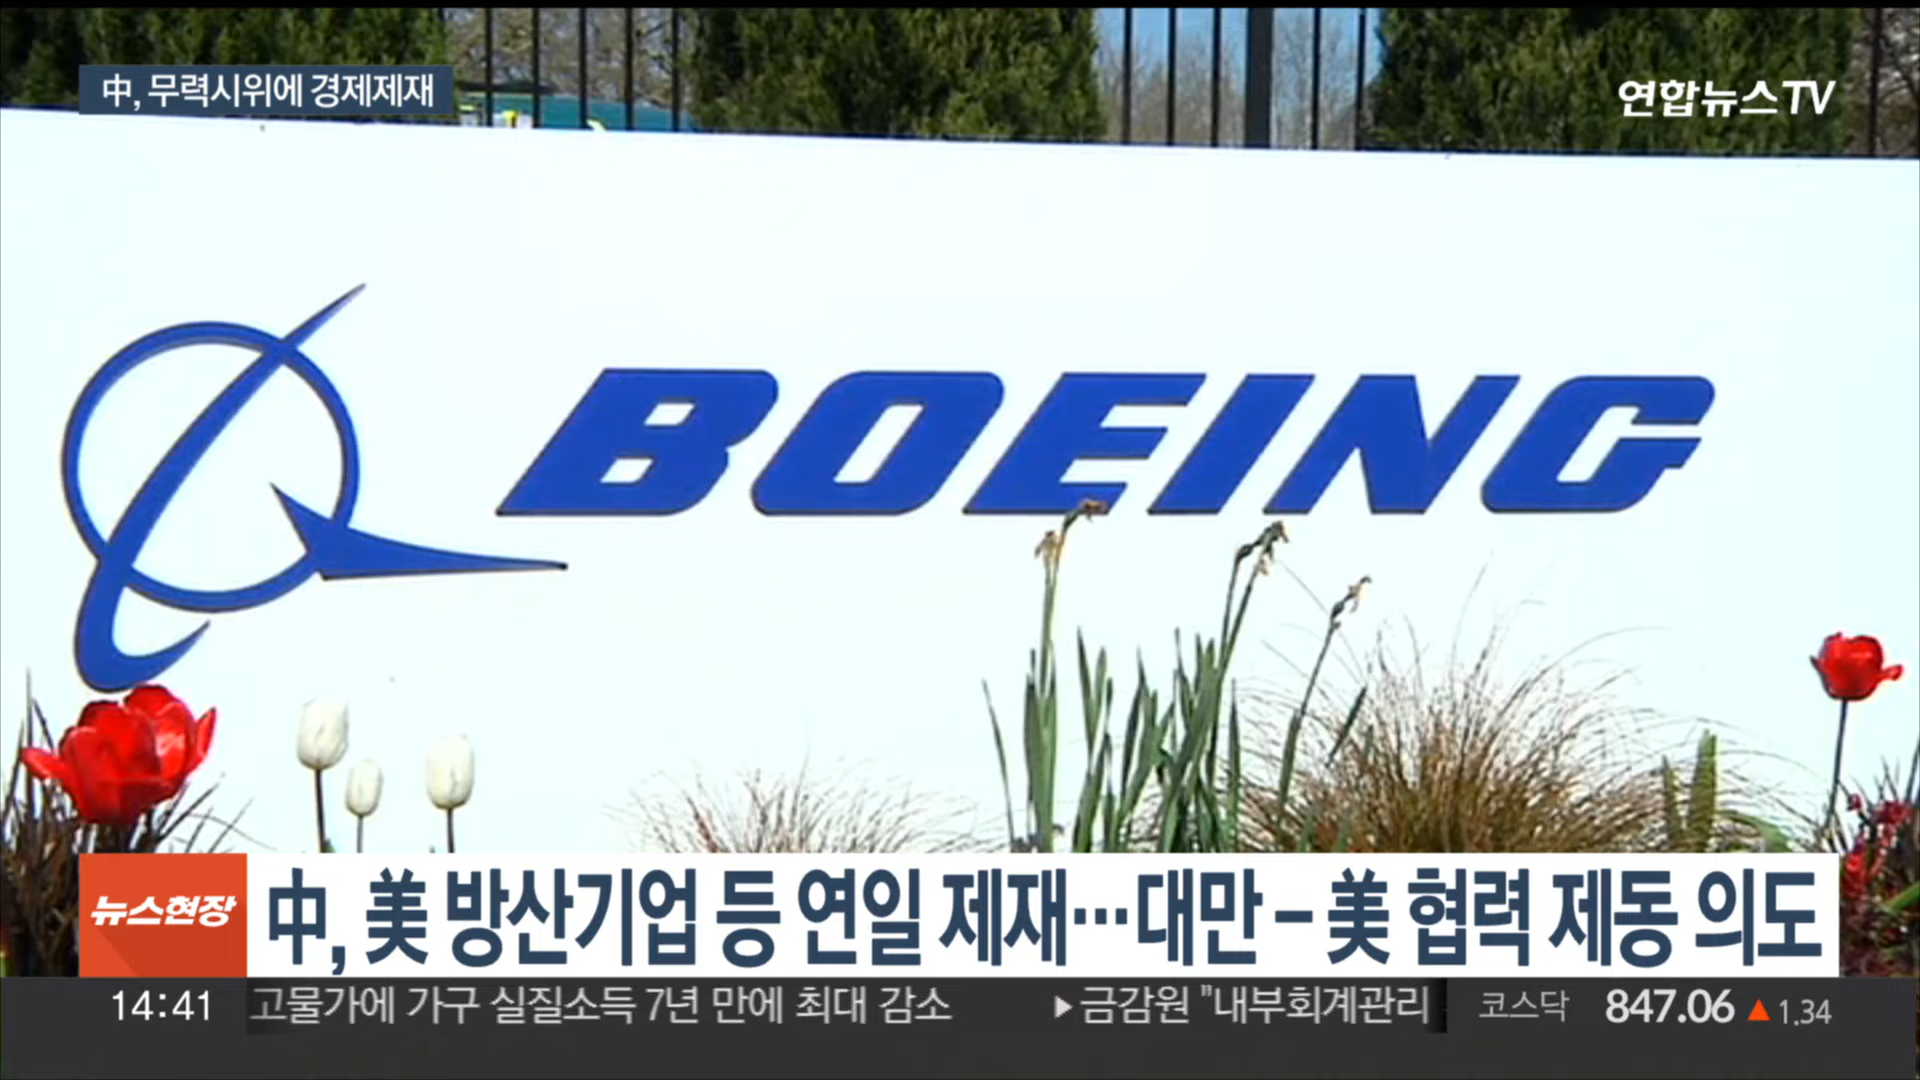 中, 무력시위에 경제제재
연합뉴스TV
BOEING
뉴스현장
中, 美 방산기업 등 연일 제재…대만-美 협력 제동 의도
14:41 고물가에 가구 실질소득 7년 만에 최대 감소 ▶금감원 "내부회계관리 코스닥 847.06 ▲1.34